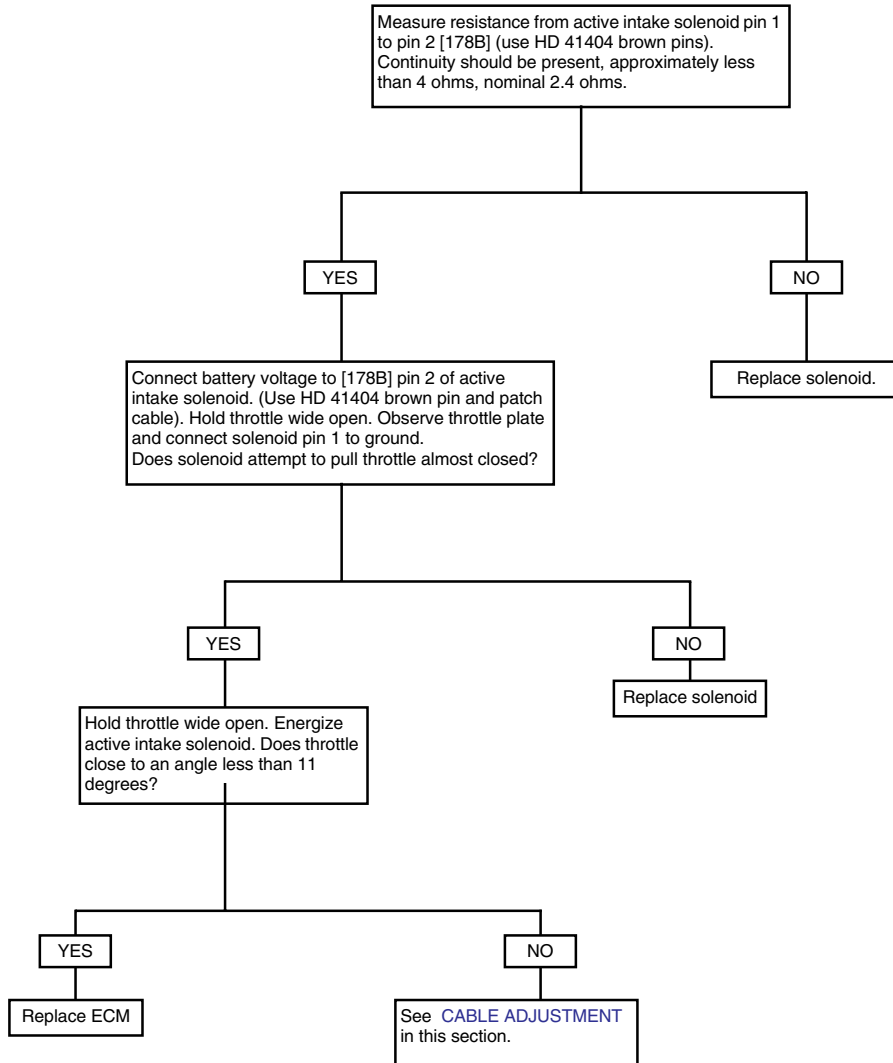 Measure resistance from active intake solenoid pin 1
to pin 2 [178B] (use HD 41404 brown pins).
Continuity should be present, approximately less
than 4 ohms, nominal 2.4 ohms.
YES
NO
Connect battery voltage to [178B] pin 2 of active
intake solenoid. (Use HD 41404 brown pin and patch
cable). Hold throttle wide open. Observe throttle plate
and connect solenoid pin 1 to ground.
Does solenoid attempt to pull throttle almost closed?
Replace solenoid.
YES
NO
Hold throttle wide open. Energize
active intake solenoid. Does throttle
close to an angle less than 11
degrees?
Replace solenoid
YES
NO
Replace ECM
See CABLE ADJUSTMENT
in this section.